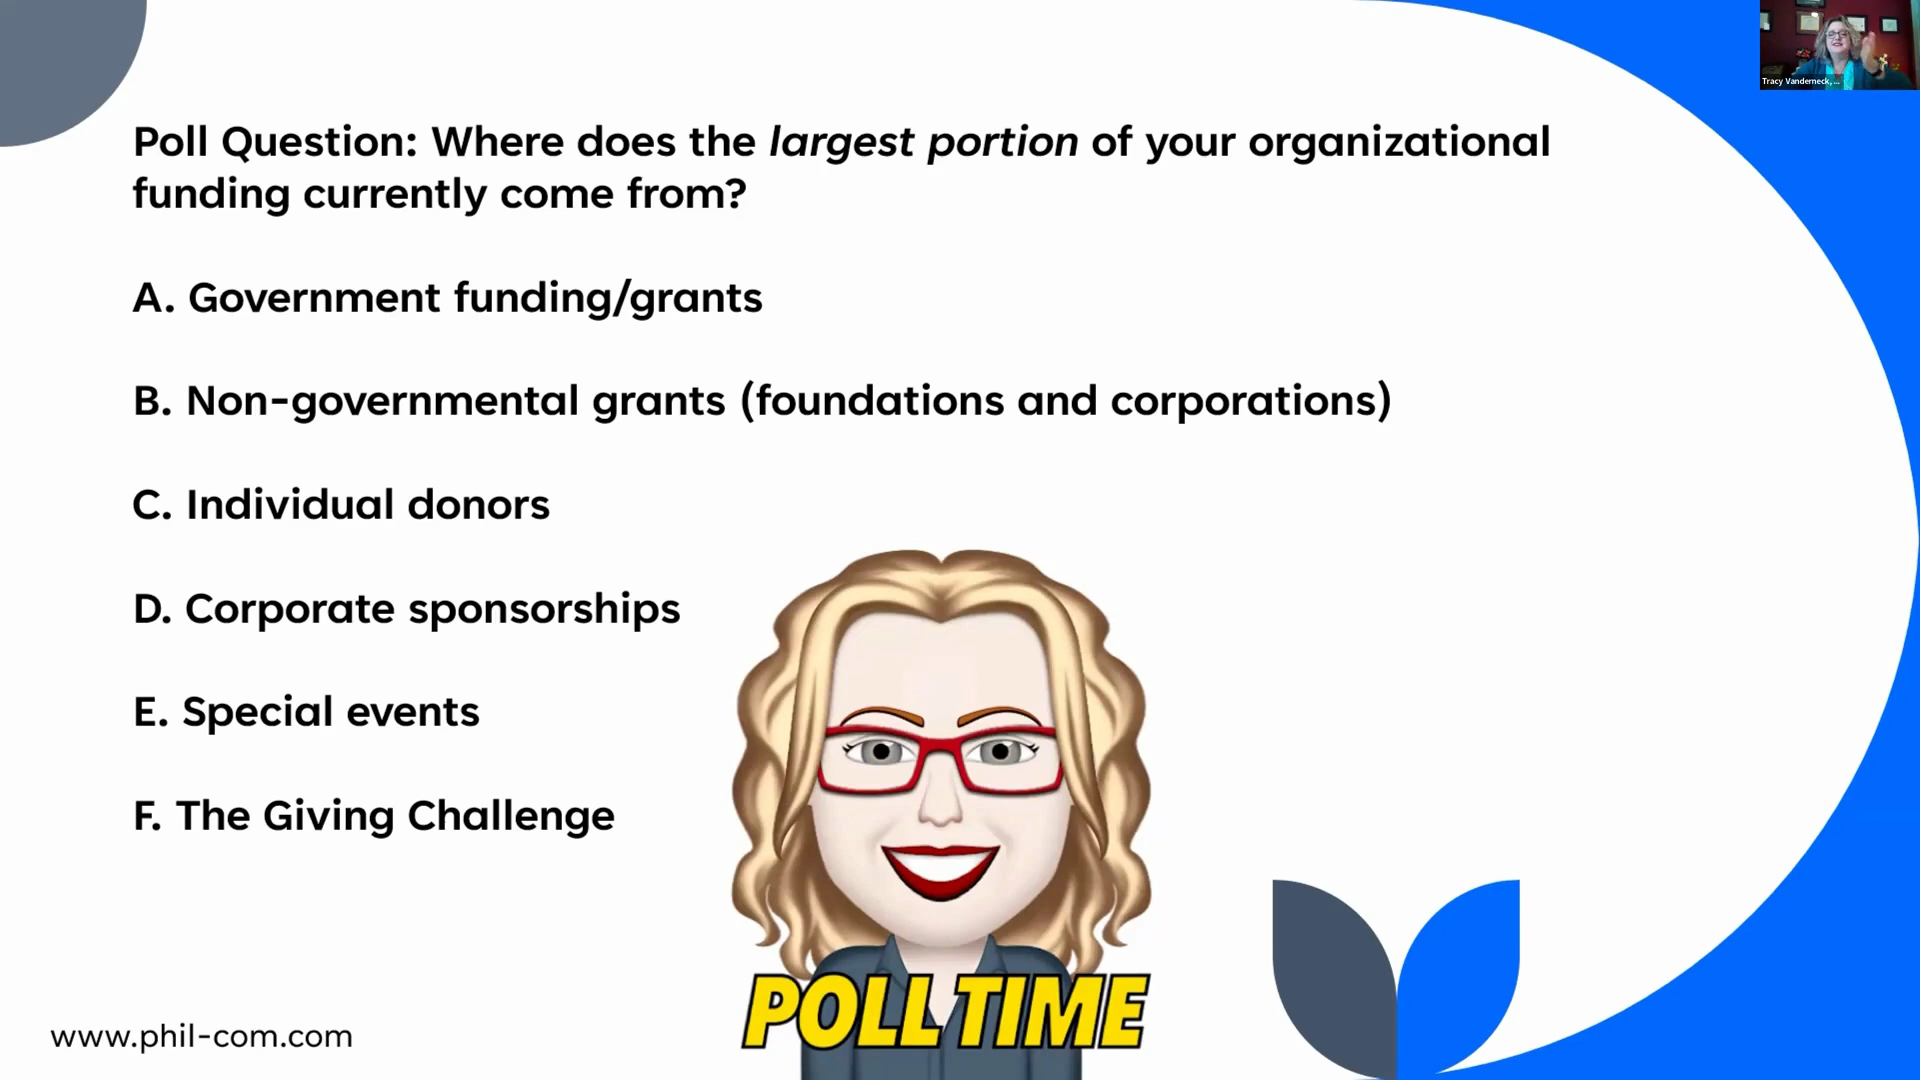 Tracy Vanderneck, ...
Poll Question: Where does the largest portion of your organizational
funding currently come from?
A. Government funding/grants
B. Non-governmental grants (foundations and corporations)
C. Individual donors
D. Corporate sponsorships
E. Special events
F. The Giving Challenge
POLL TIME
www.phil-com.com